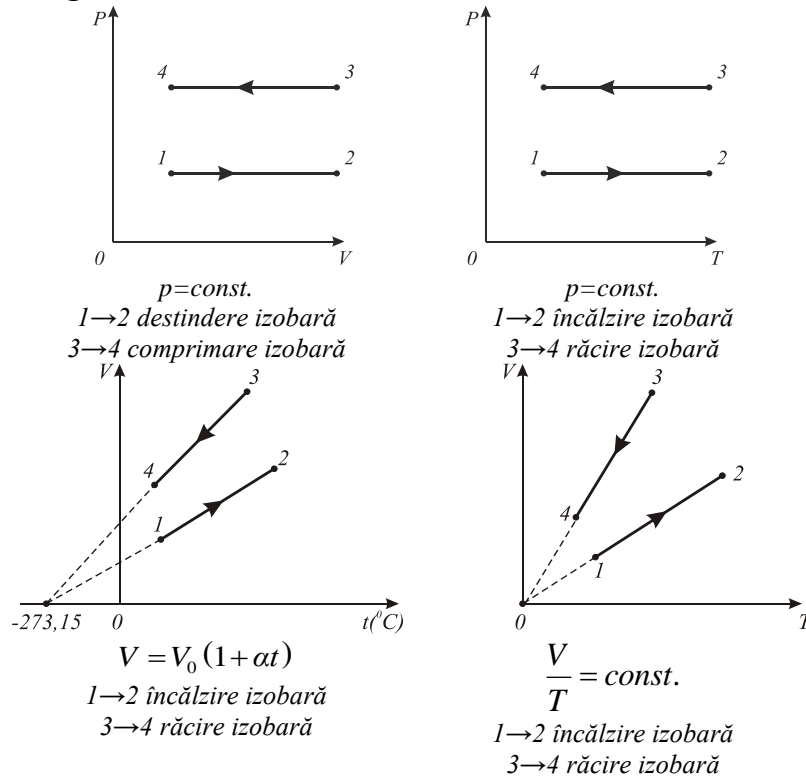 P
4
3
1
2
0
V
p=const.
1→2 destindere izobară
3→4 comprimare izobară
P
4
3
1
2
0
T
p=const.
1→2 încălzire izobară
3→4 răcire izobară
V
3
4
2
1
-273,15 0
t(⁰C)
V = V₀ (1+ αt)
1→2 încălzire izobară
3→4 răcire izobară
V
3
2
4
1
0
T
V/T = const.
1→2 încălzire izobară
3→4 răcire izobară